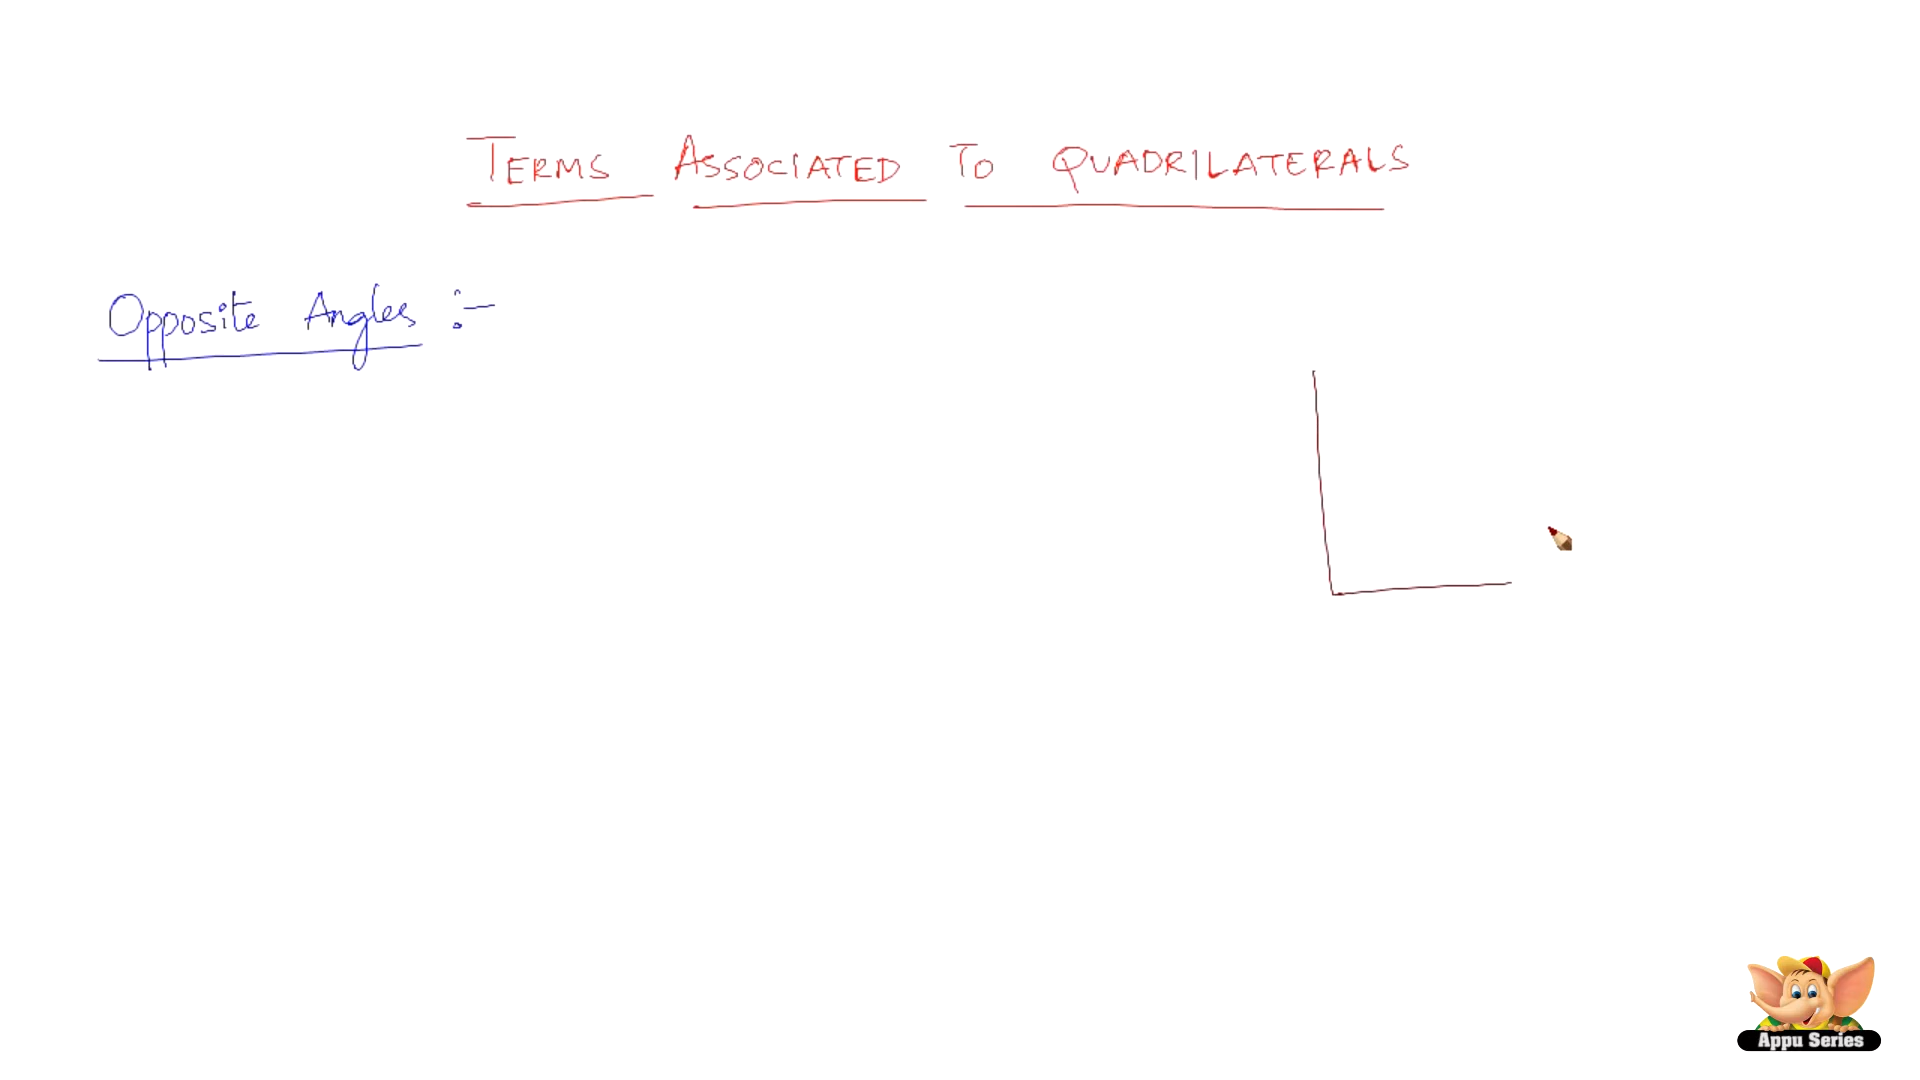 TERMS ASSOCIATED TO QUADRILATERALS
Opposite Angles :-
Appu Series